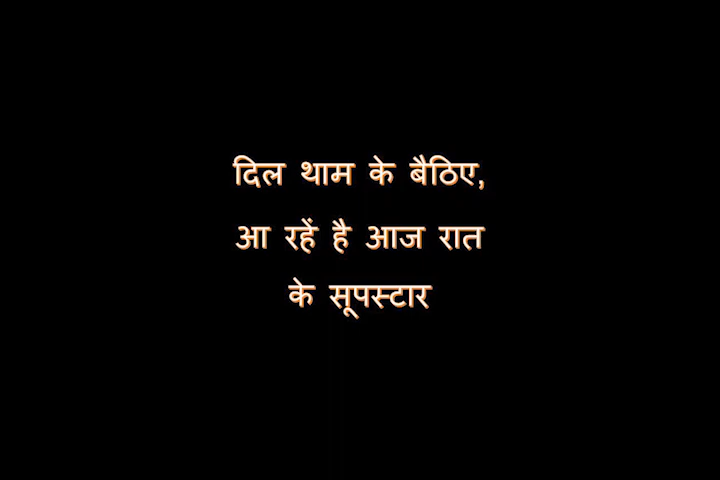 दिल थाम के बैठिए,
आ रहें है आज रात
के सूपस्टार